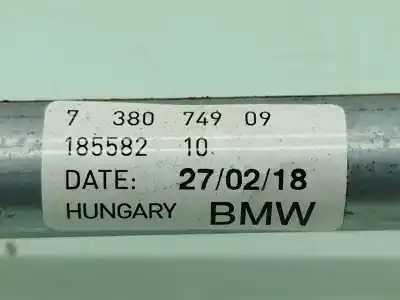 7 380 749 09
185582 10
DATE: 27/02/18
HUNGARY BMW